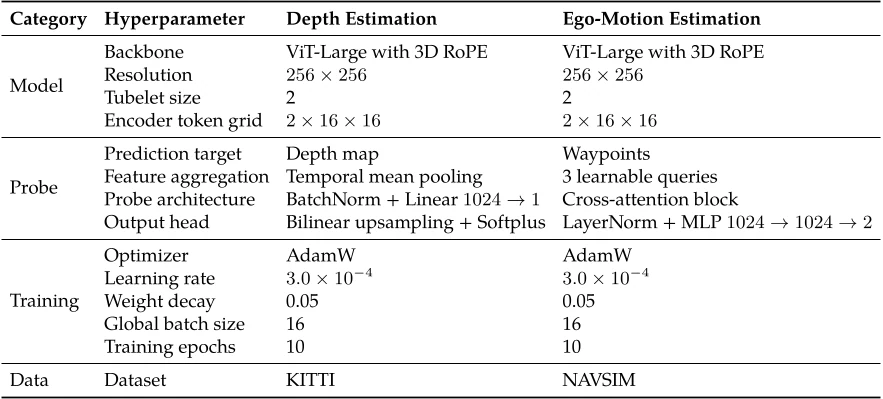 Category Hyperparameter Depth Estimation Ego-Motion Estimation
Backbone ViT-Large with 3D RoPE ViT-Large with 3D RoPE
Resolution 256 × 256 256 × 256
Model
Tubelet size 2 2
Encoder token grid 2 × 16 × 16 2 × 16 × 16
Prediction target Depth map Waypoints
Feature aggregation Temporal mean pooling 3 learnable queries
Probe
Probe architecture BatchNorm + Linear 1024 → 1 Cross-attention block
Output head Bilinear upsampling + Softplus LayerNorm + MLP 1024 → 1024 → 2
Optimizer AdamW AdamW
Learning rate 3.0 × 10⁻⁴ 3.0 × 10⁻⁴
Training Weight decay 0.05 0.05
Global batch size 16 16
Training epochs 10 10
Data Dataset KITTI NAVSIM